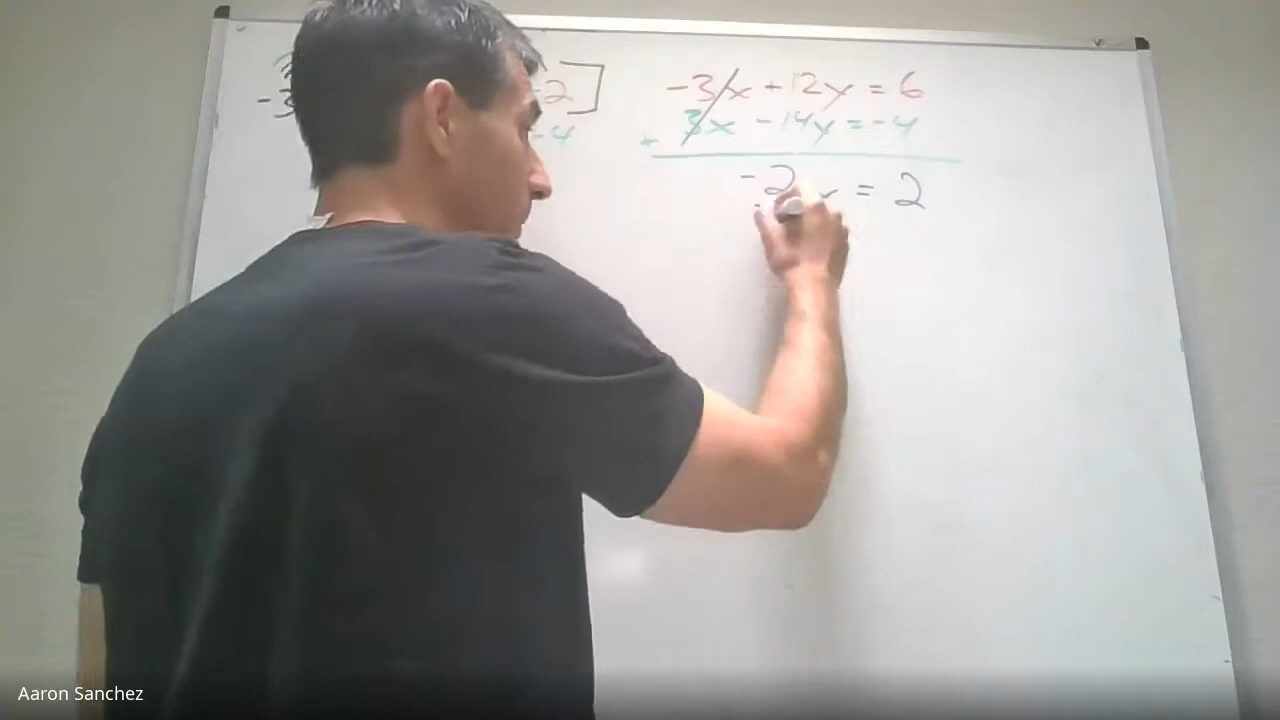 -3 -2]
-4
-3x + 12y = 6
+ 3x - 14y = -4
-2y = 2
Aaron Sanchez